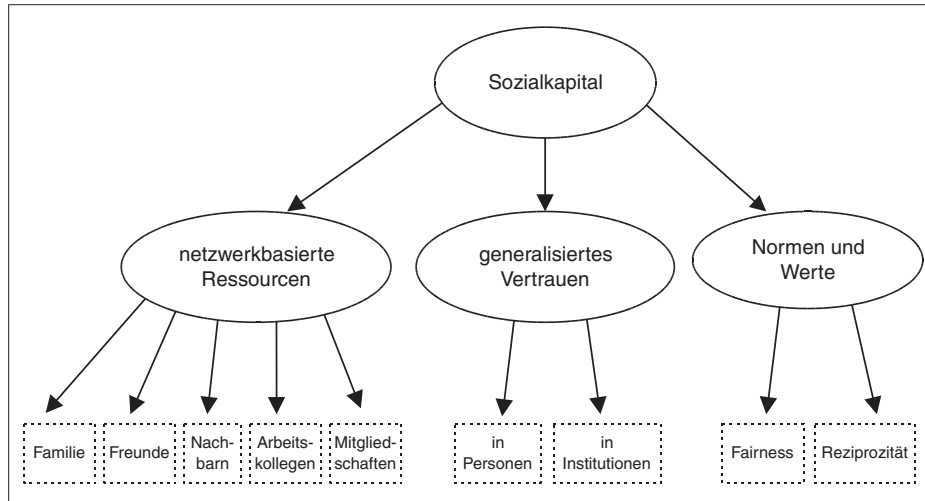 Sozialkapital
netzwerkbasierte
Ressourcen
generalisiertes
Vertrauen
Normen und
Werte
Familie
Freunde
Nach-
barn
Arbeits-
kollegen
Mitglied-
schaften
in
Personen
in
Institutionen
Fairness
Reziprozität